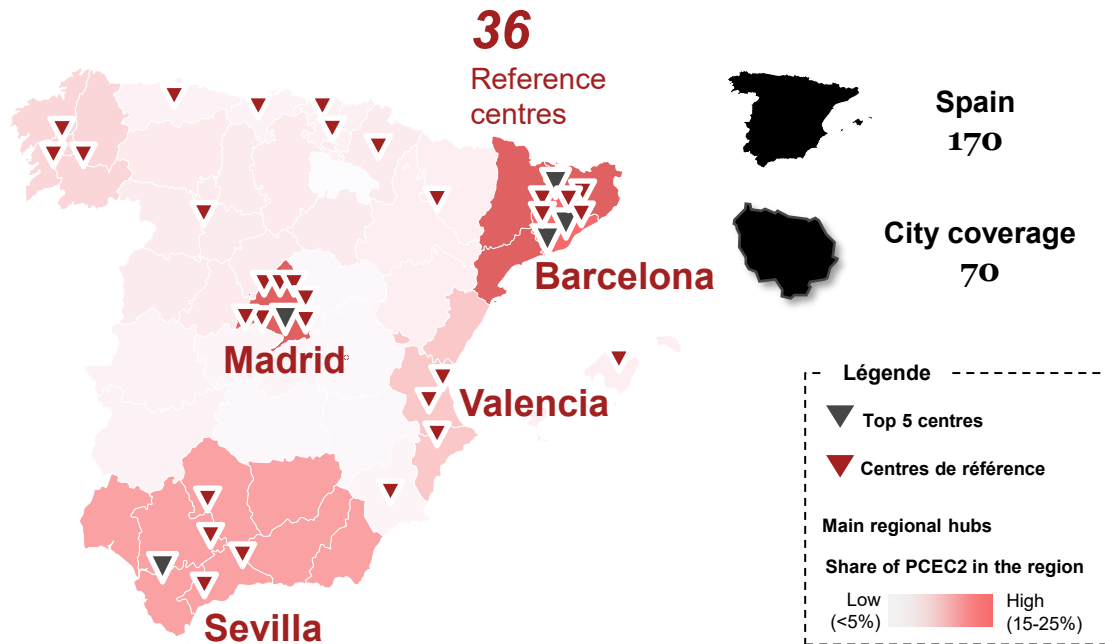 36
Reference
centres
Spain
170
City coverage
70
Barcelona
Madrid
Valencia
Sevilla
Légende
Top 5 centres
Centres de référence
Main regional hubs
Share of PCEC2 in the region
Low
(<5%)
High
(15-25%)